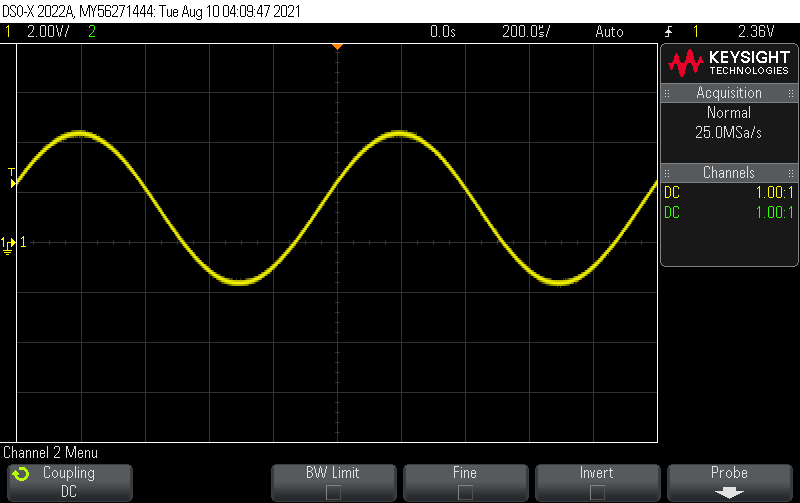 DSO-X 2022A, MY56271444: Tue Aug 10 04:09:47 2021
1 2.00V/ 2 0.0s 200.0µs/ Auto 1 2.36V
KEYSIGHT
TECHNOLOGIES
Acquisition
Normal
25.0MSa/s
Channels
DC 1.00:1
DC 1.00:1
T
1 1
Channel 2 Menu
Coupling
DC
BW Limit
Fine
Invert
Probe